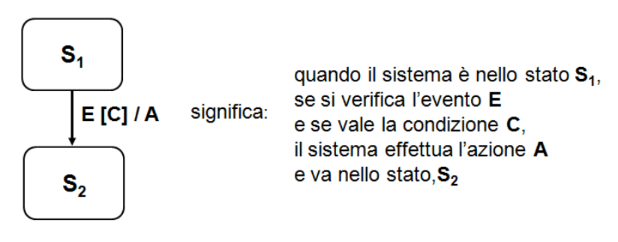 S₁
E [C] / A
S₂
significa:
quando il sistema è nello stato S₁,
se si verifica l'evento E
e se vale la condizione C,
il sistema effettua l'azione A
e va nello stato,S₂